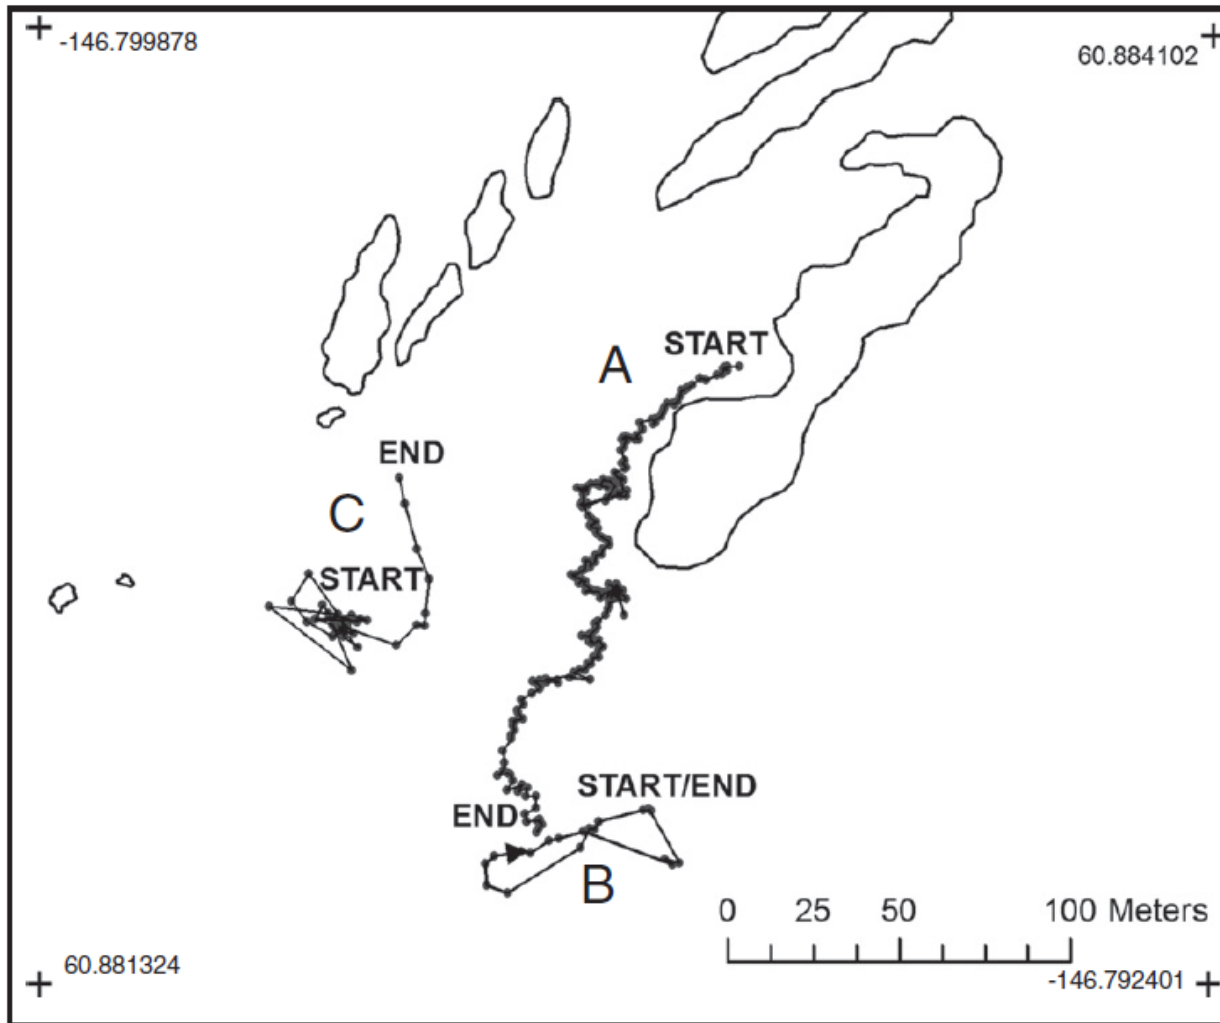 -146.799878
60.884102
A
START
END
C
START
START/END
END
B
0 25 50 100 Meters
60.881324
-146.792401